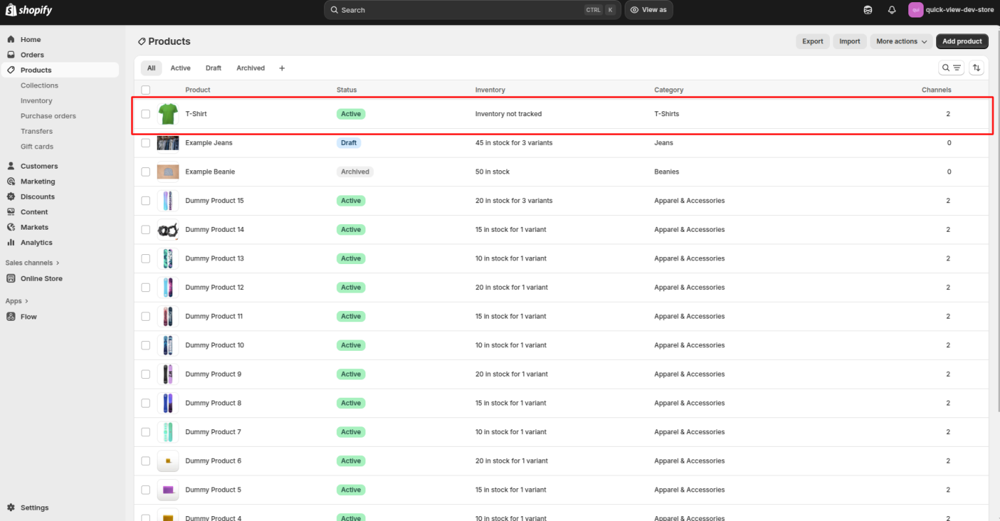 shopify
Search CTRL K View as qui quick-view-dev-store
Home
Orders
Products
Collections
Inventory
Purchase orders
Transfers
Gift cards
Customers
Marketing
Discounts
Content
Markets
Analytics
Sales channels
Online Store
Apps
Flow
Settings
Products Export Import More actions Add product
All Active Draft Archived +
Product Status Inventory Category Channels
T-Shirt Active Inventory not tracked T-Shirts 2
Example Jeans Draft 45 in stock for 3 variants Jeans 0
Example Beanie Archived 50 in stock Beanies 0
Dummy Product 15 Active 20 in stock for 3 variants Apparel & Accessories 2
Dummy Product 14 Active 15 in stock for 1 variant Apparel & Accessories 2
Dummy Product 13 Active 10 in stock for 1 variant Apparel & Accessories 2
Dummy Product 12 Active 20 in stock for 1 variant Apparel & Accessories 2
Dummy Product 11 Active 15 in stock for 1 variant Apparel & Accessories 2
Dummy Product 10 Active 10 in stock for 1 variant Apparel & Accessories 2
Dummy Product 9 Active 20 in stock for 1 variant Apparel & Accessories 2
Dummy Product 8 Active 15 in stock for 1 variant Apparel & Accessories 2
Dummy Product 7 Active 10 in stock for 1 variant Apparel & Accessories 2
Dummy Product 6 Active 20 in stock for 1 variant Apparel & Accessories 2
Dummy Product 5 Active 15 in stock for 1 variant Apparel & Accessories 2
Dummy Product 4 Active 10 in stock for 1 variant Apparel & Accessories 2